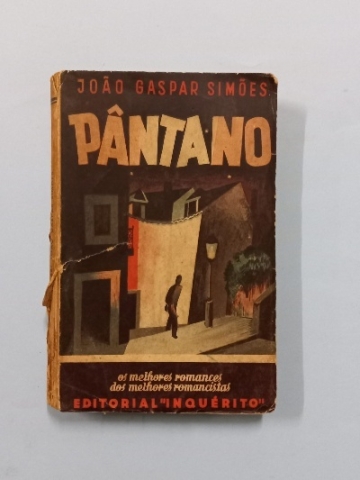 JOÃO GASPAR SIMÕES
PÂNTANO
os melhores romances
dos melhores romancistas
EDITORIAL "INQUÉRITO"